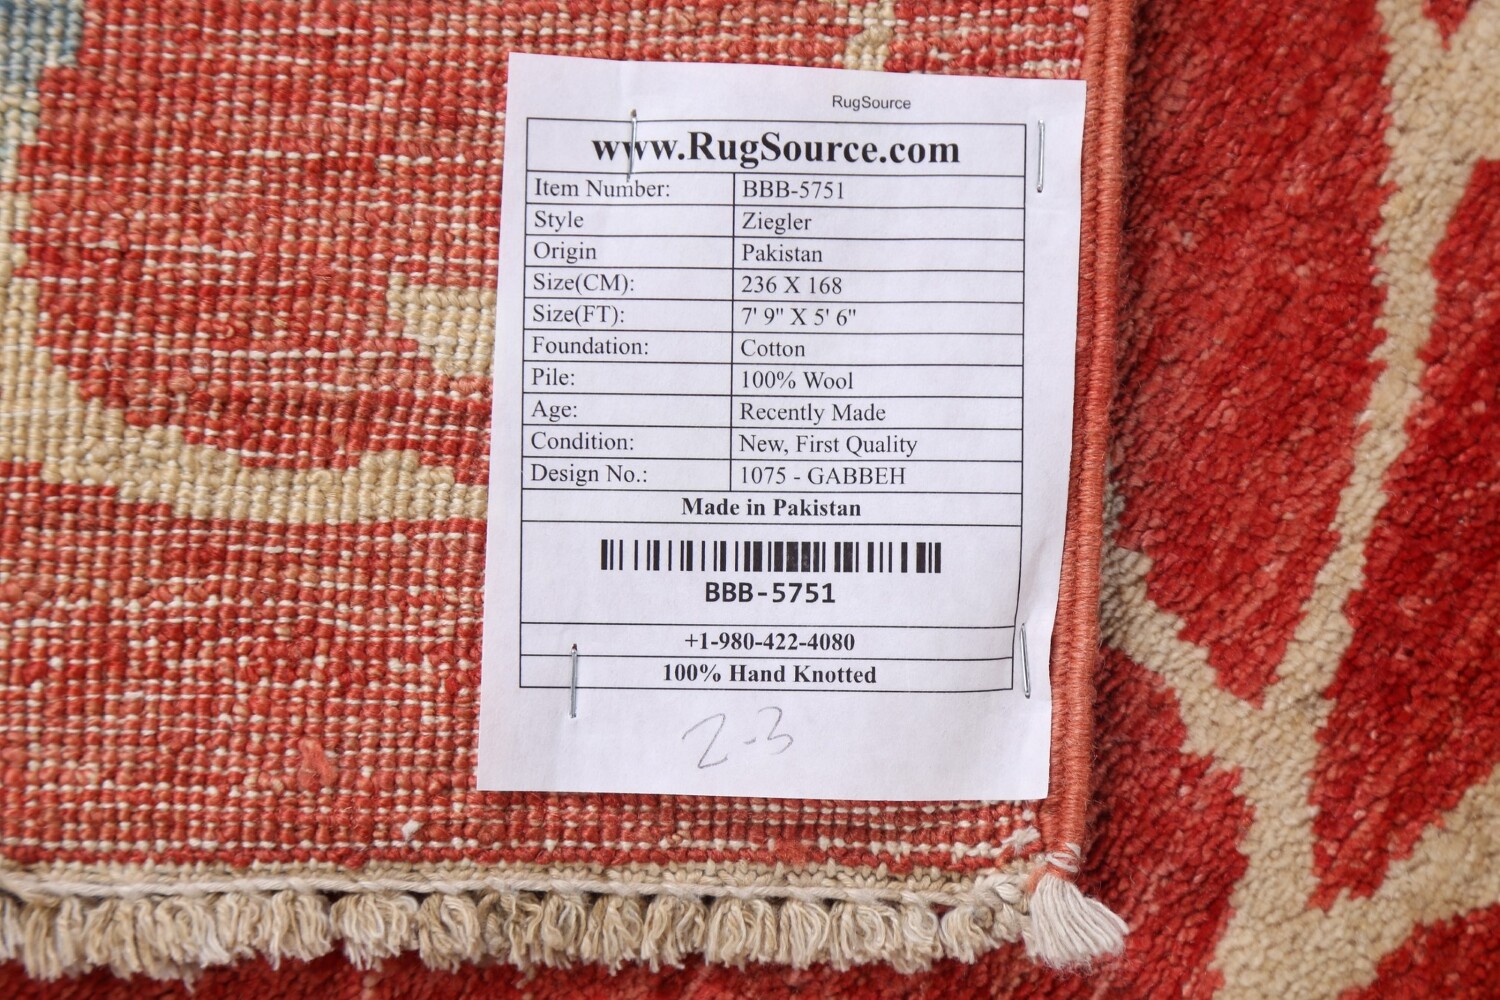 RugSource
www.RugSource.com
Item Number: BBB-5751
Style Ziegler
Origin Pakistan
Size(CM): 236 X 168
Size(FT): 7' 9" X 5' 6"
Foundation: Cotton
Pile: 100% Wool
Age: Recently Made
Condition: New, First Quality
Design No.: 1075 - GABBEH
Made in Pakistan
BBB-5751
+1-980-422-4080
100% Hand Knotted
2-3